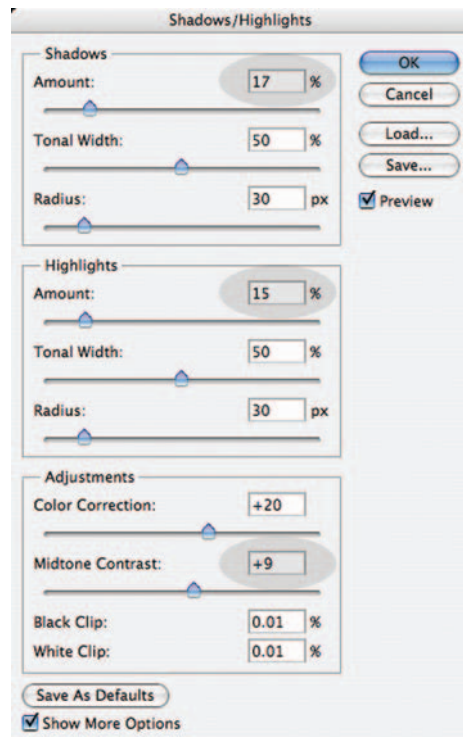 Shadows/Highlights
Shadows
Amount: 17 %
Tonal Width: 50 %
Radius: 30 px
Highlights
Amount: 15 %
Tonal Width: 50 %
Radius: 30 px
Adjustments
Color Correction: +20
Midtone Contrast: +9
Black Clip: 0.01 %
White Clip: 0.01 %
Save As Defaults
Show More Options
OK
Cancel
Load...
Save...
Preview